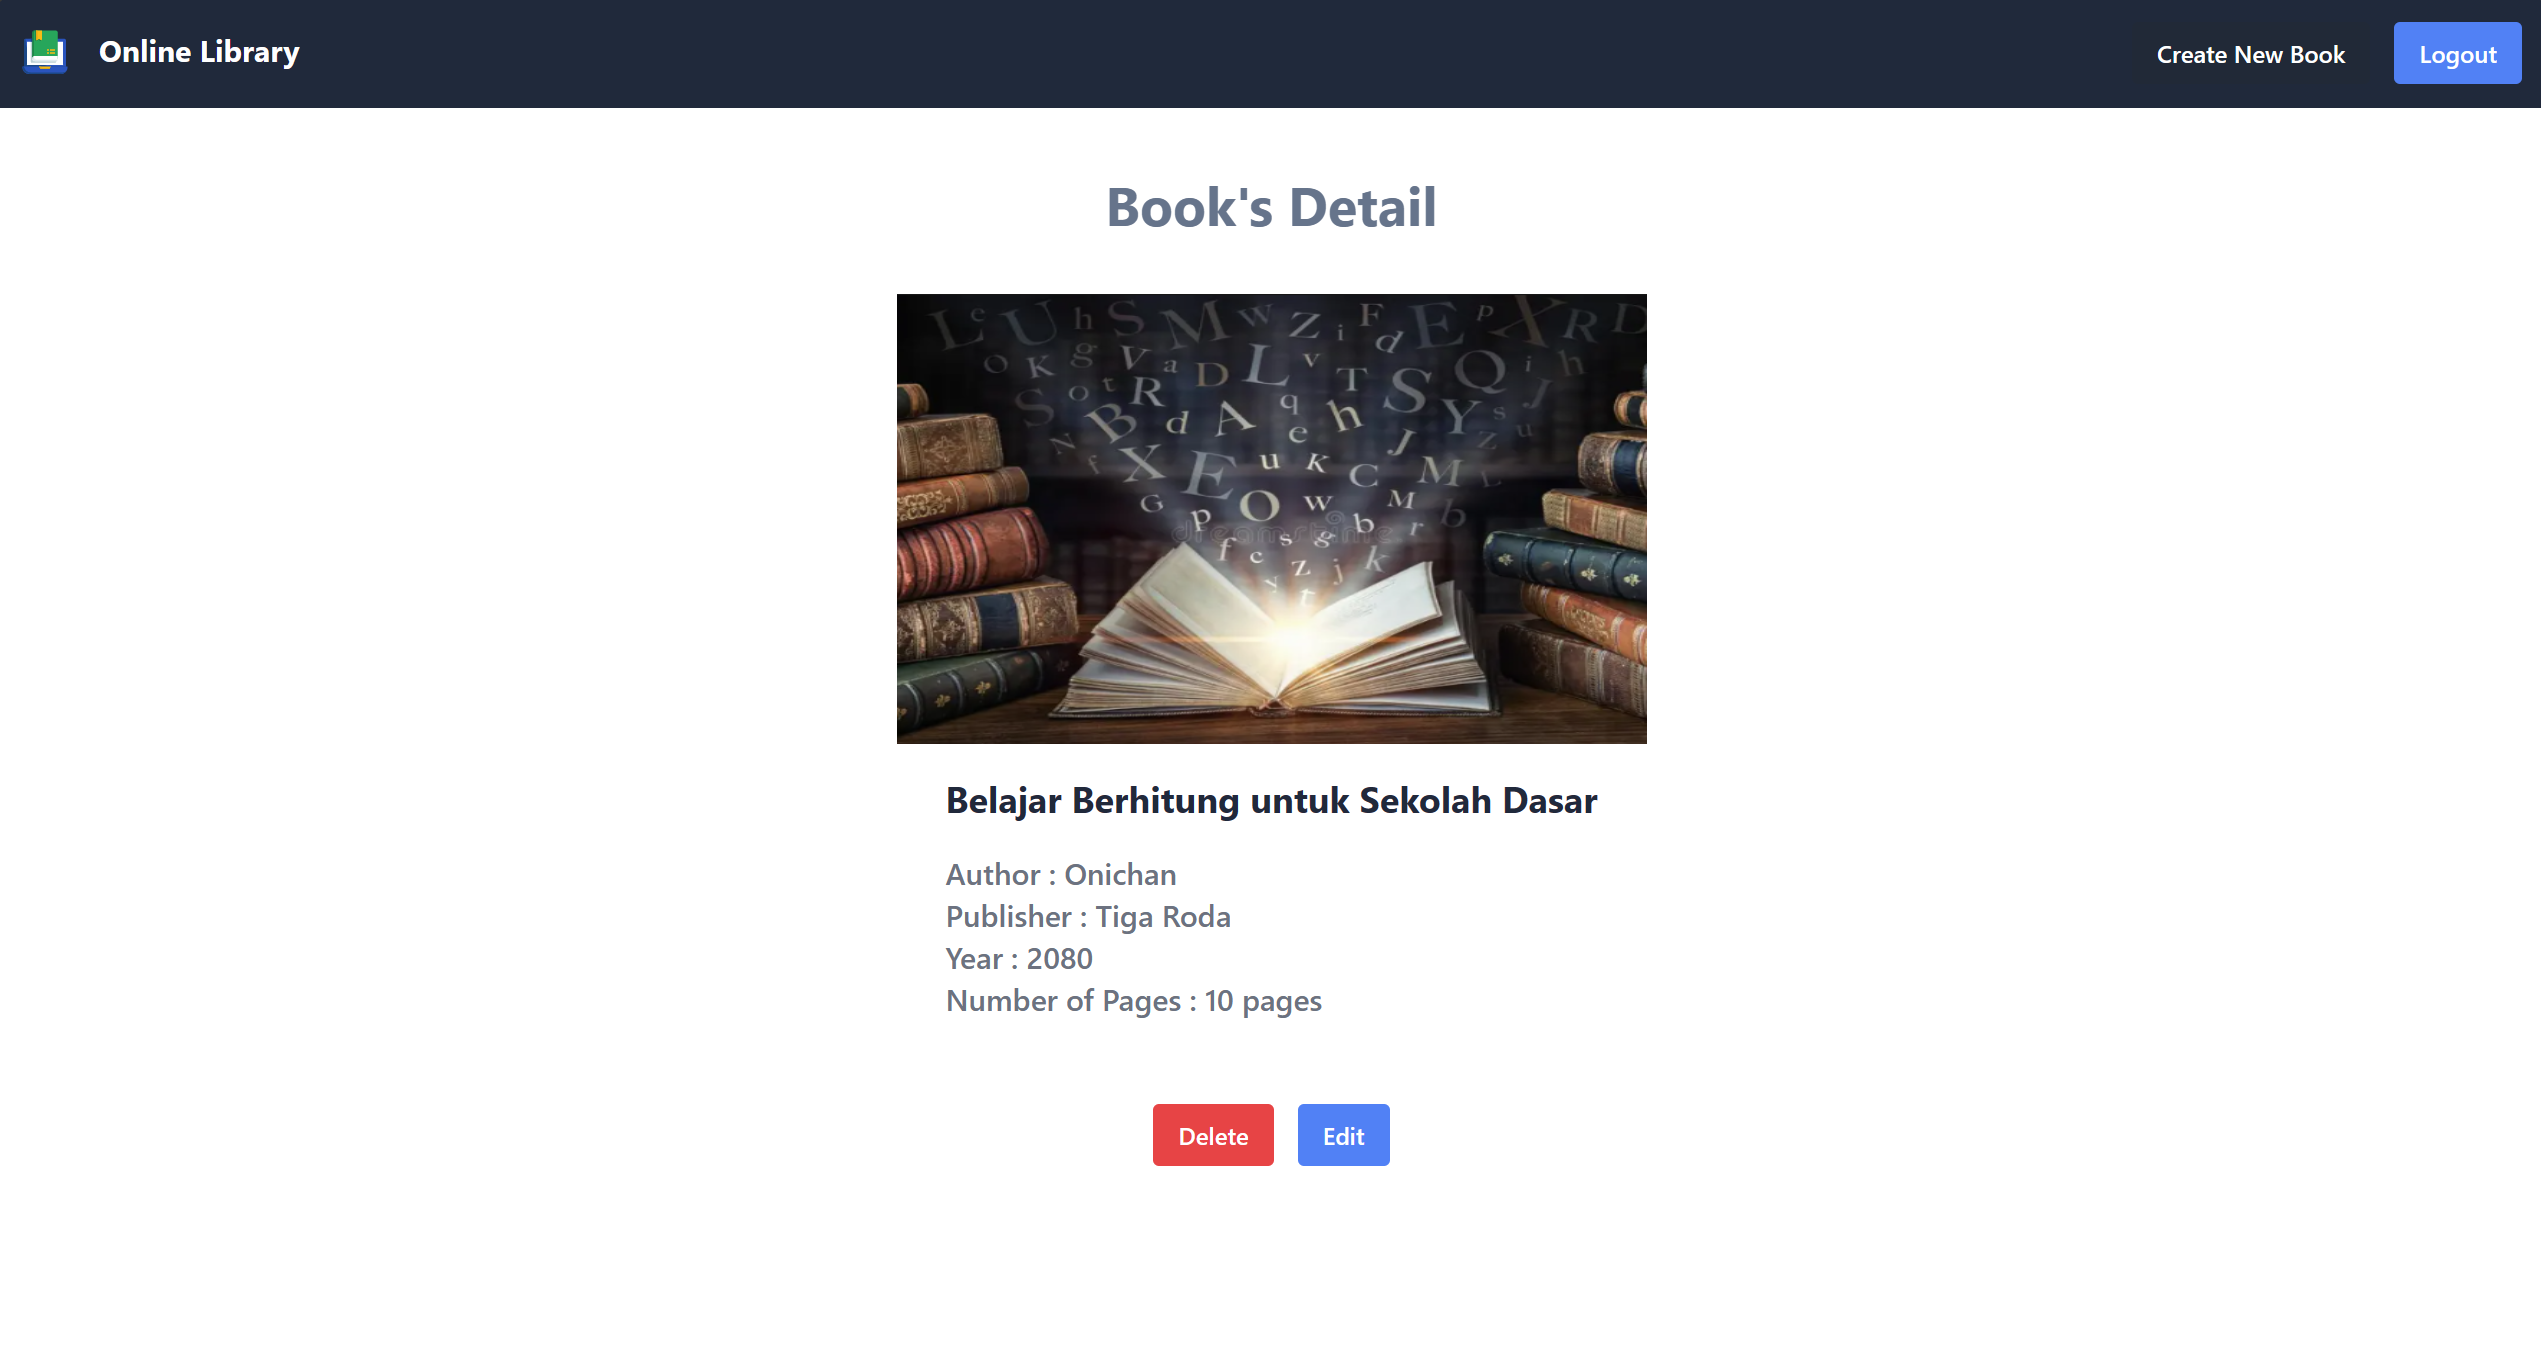 Online Library
Create New Book
Logout
Book's Detail
dreamstime
Belajar Berhitung untuk Sekolah Dasar
Author : Onichan
Publisher : Tiga Roda
Year : 2080
Number of Pages : 10 pages
Delete
Edit